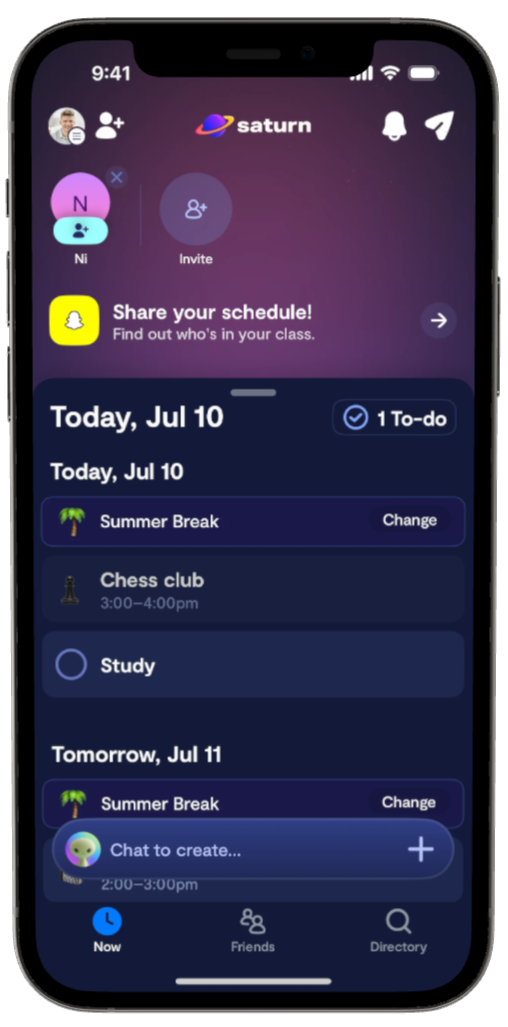 9:41
saturn
N
Ni
Invite
Share your schedule!
Find out who's in your class.
Today, Jul 10
1 To-do
Today, Jul 10
Summer Break
Change
Chess club
3:00–4:00pm
Study
Tomorrow, Jul 11
Summer Break
Change
Chat to create...
2:00–3:00pm
Now
Friends
Directory